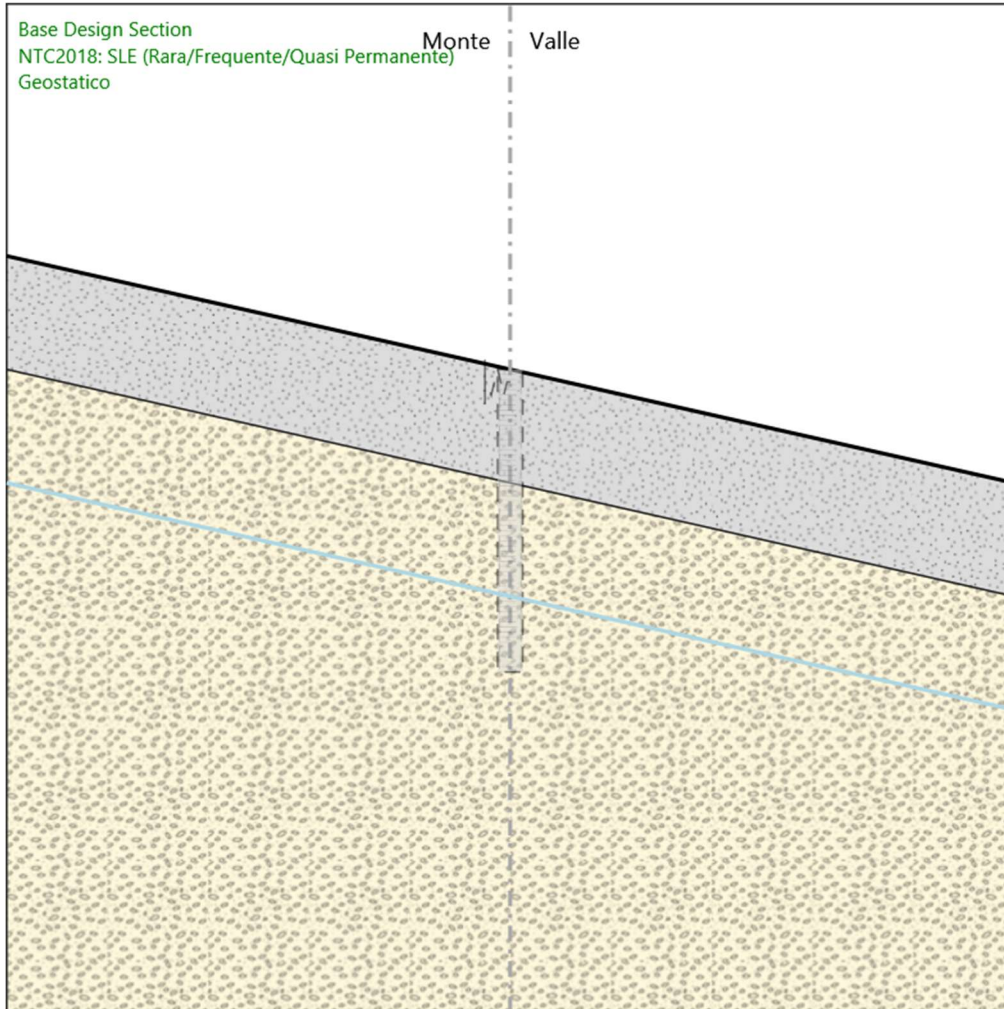 Base Design Section
NTC2018: SLE (Rara/Frequente/Quasi Permanente)
Geostatico
Monte
Valle